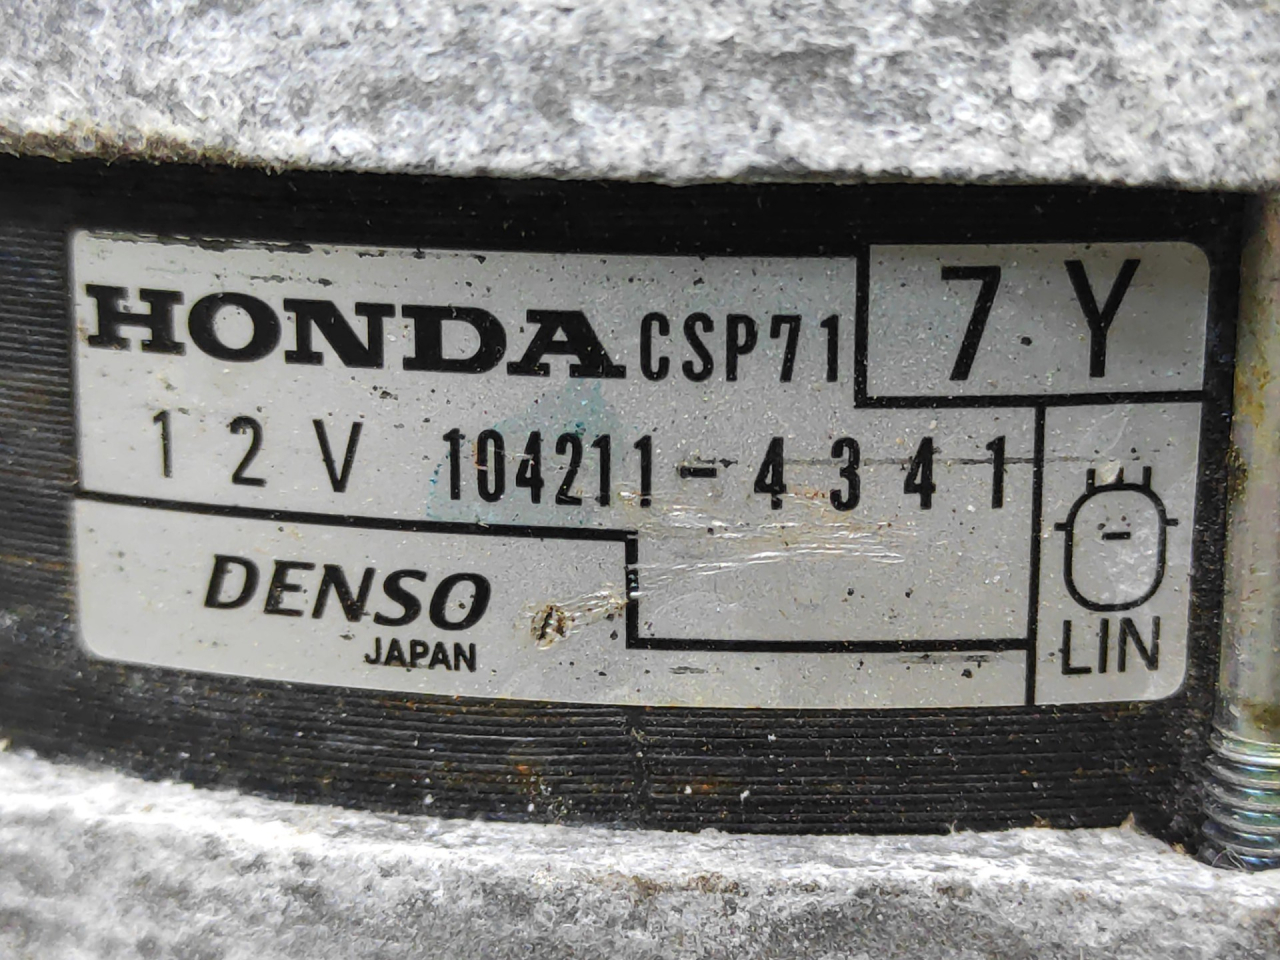 HONDA CSP71
7Y
12V 104211-4341
DENSO
JAPAN
LIN